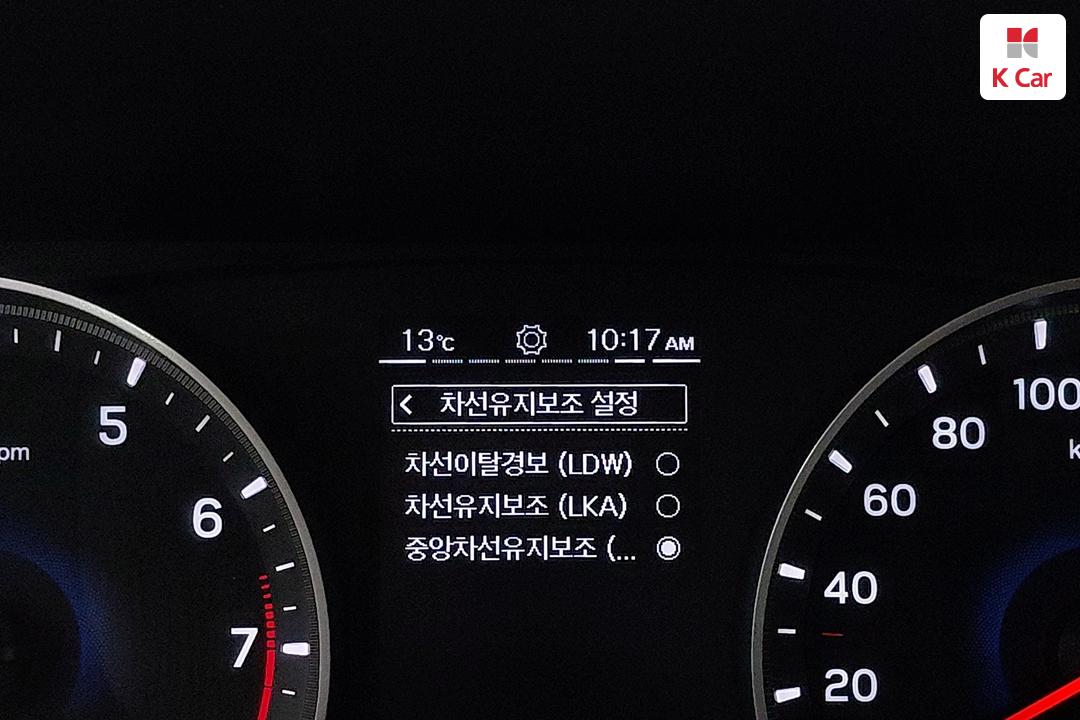 K Car
13℃ 10:17AM
< 차선유지보조 설정
차선이탈경보 (LDW)
차선유지보조 (LKA)
중앙차선유지보조 (...
5
6
7
pm
100
80
60
40
20
k